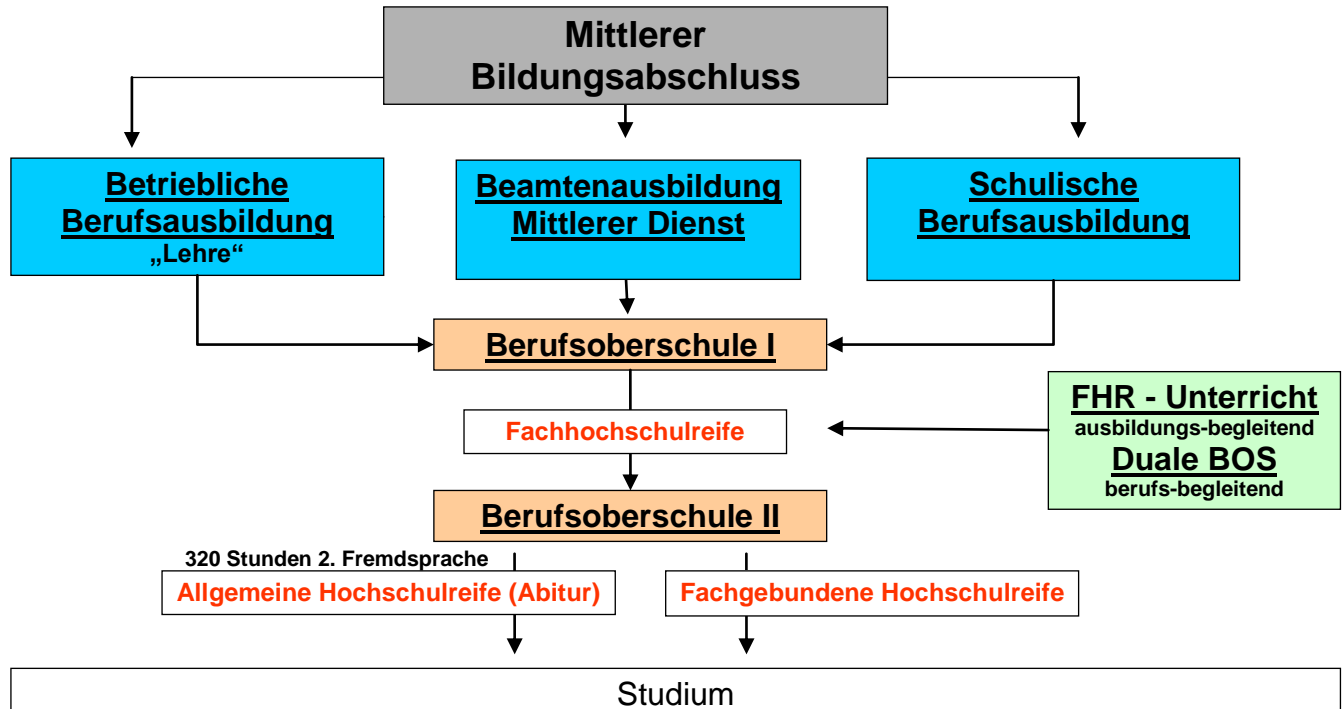 Mittlerer
Bildungsabschluss
Betriebliche
Berufsausbildung
„Lehre“
Beamtenausbildung
Mittlerer Dienst
Schulische
Berufsausbildung
Berufsoberschule I
Fachhochschulreife
FHR - Unterricht
ausbildungs-begleitend
Duale BOS
berufs-begleitend
Berufsoberschule II
320 Stunden 2. Fremdsprache
Allgemeine Hochschulreife (Abitur)
Fachgebundene Hochschulreife
Studium